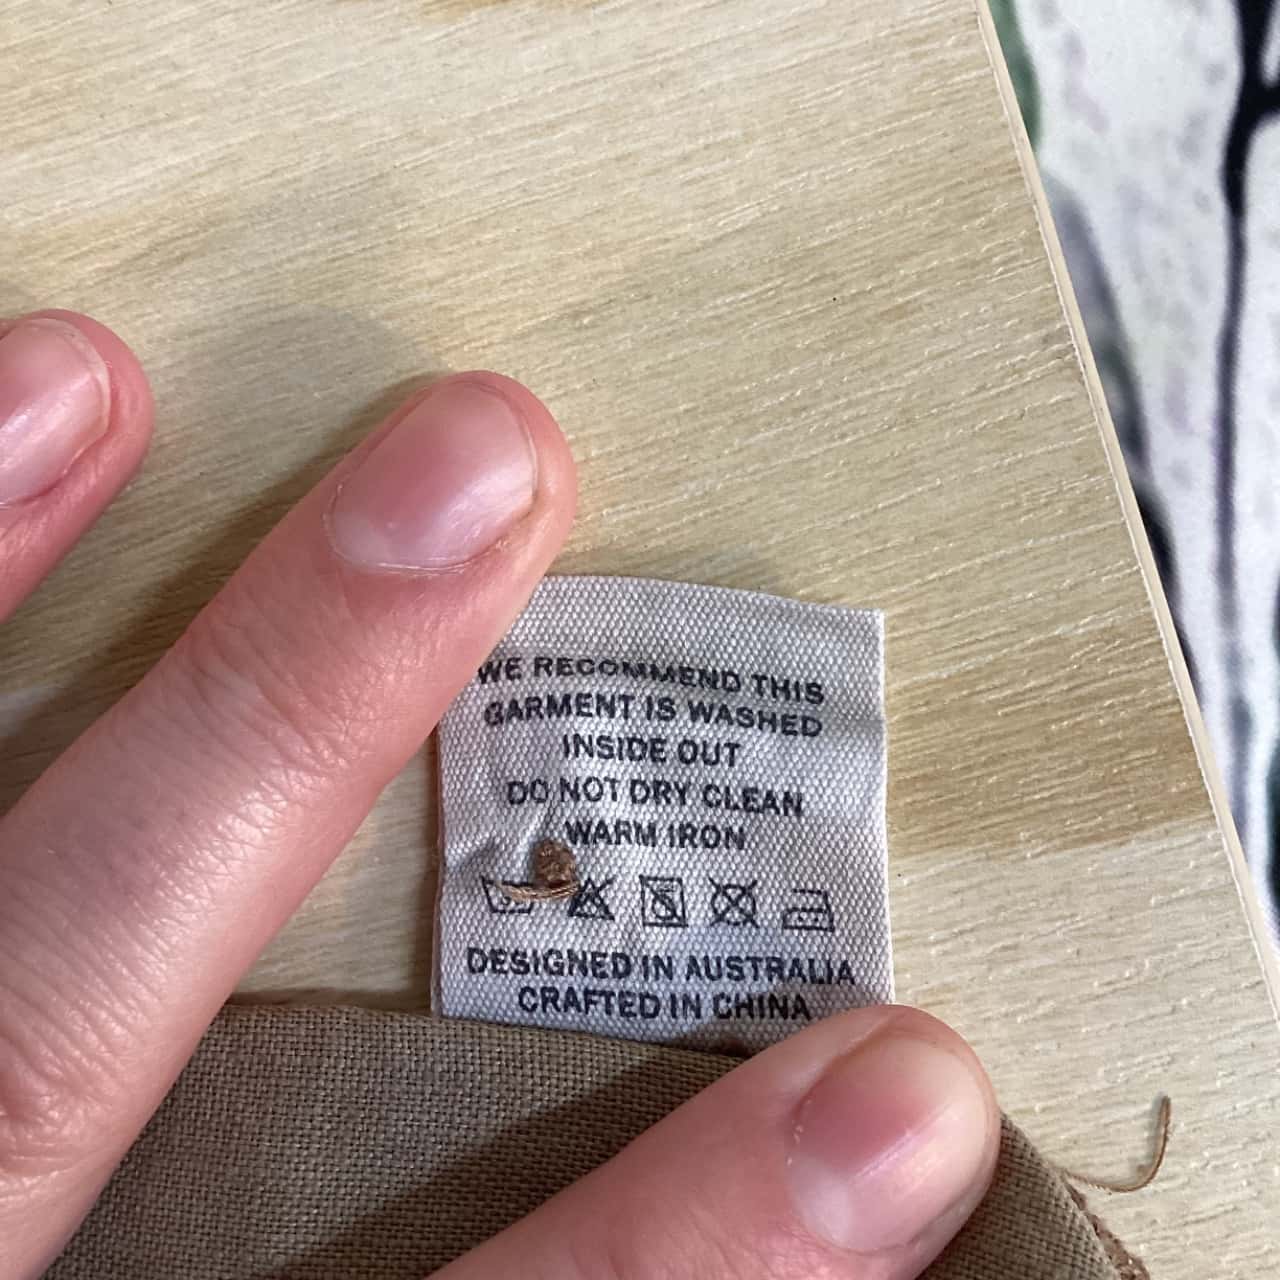 WE RECOMMEND THIS
GARMENT IS WASHED
INSIDE OUT
DO NOT DRY CLEAN
WARM IRON
DESIGNED IN AUSTRALIA
CRAFTED IN CHINA